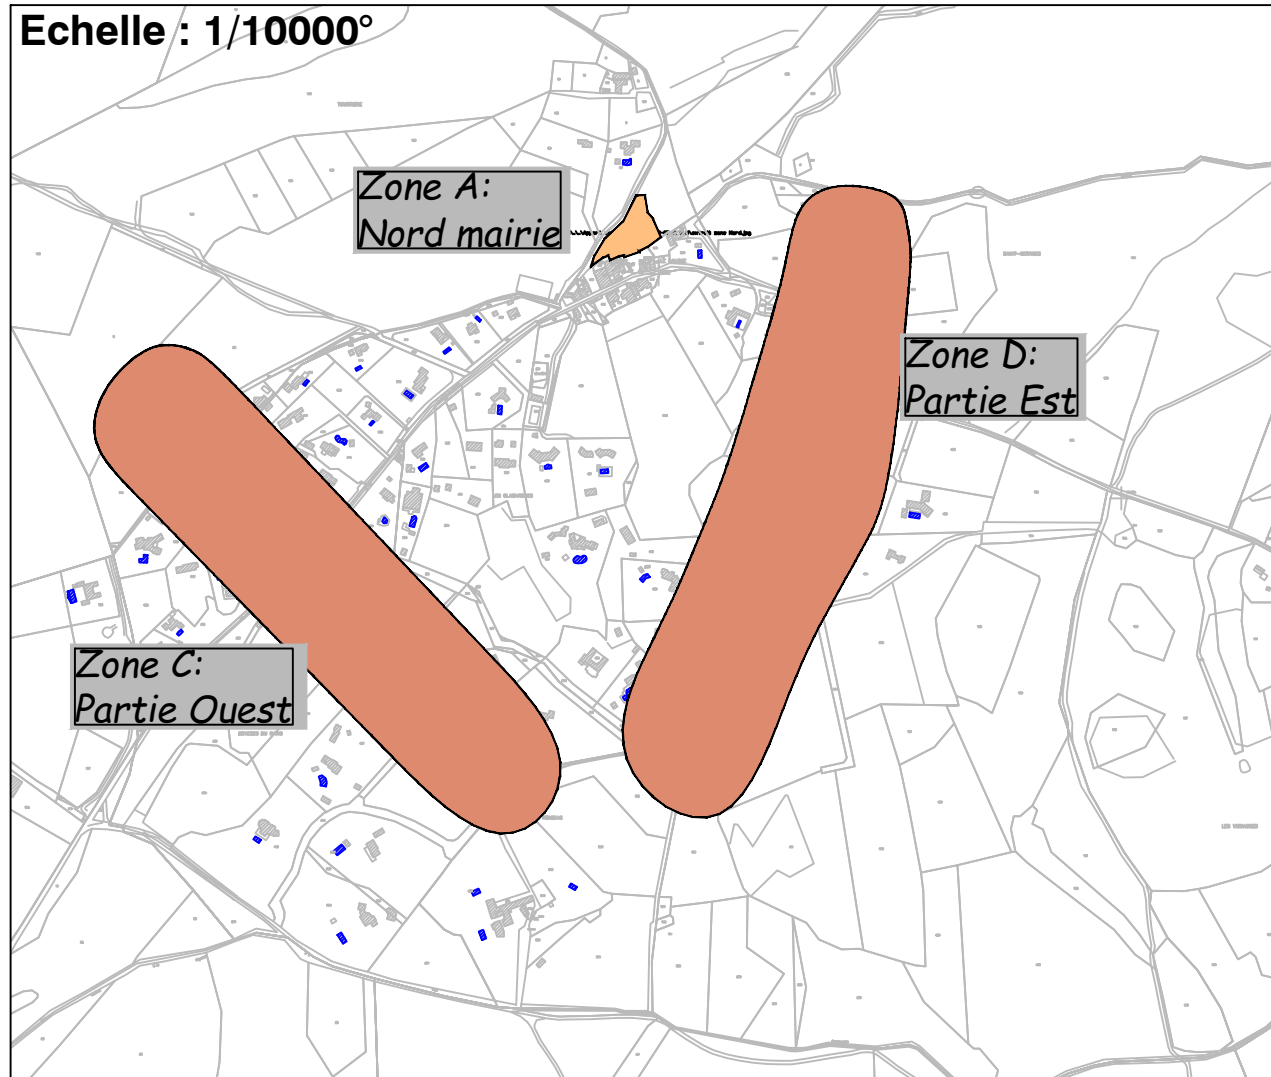 Echelle : 1/10000°
Zone A:
Nord mairie
Zone D:
Partie Est
Zone C:
Partie Ouest